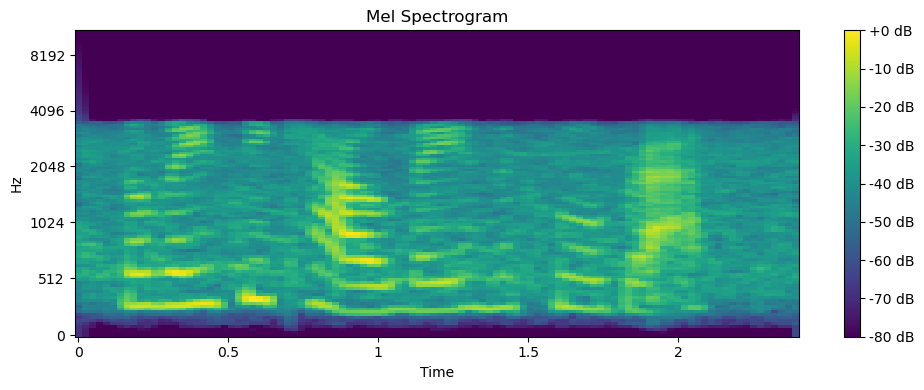 Mel Spectrogram
Hz
8192
4096
2048
1024
512
0
0
0.5
1
1.5
2
Time
+0 dB
-10 dB
-20 dB
-30 dB
-40 dB
-50 dB
-60 dB
-70 dB
-80 dB